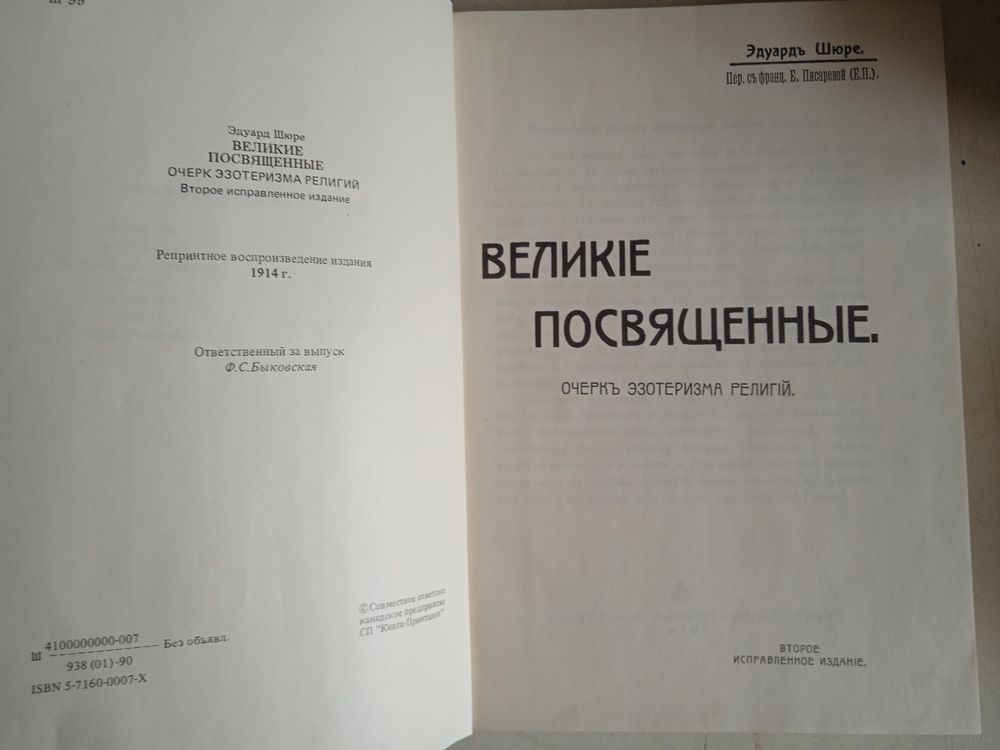 Ш 99
Эдуард Шюре
ВЕЛИКИЕ
ПОСВЯЩЕННЫЕ
ОЧЕРК ЭЗОТЕРИЗМА РЕЛИГИЙ
Второе исправленное издание
Репринтное воспроизведение издания
1914 г.
Ответственный за выпуск
Ф.С.Быковская
©Совместное советско
канадское предприятие
СП "Книга-Принтшоп"
Ш 4100000000-007 Без объявл.
938 (01)-90
ISBN 5-7160-0007-X
Эдуардъ Шюре.
Пер. съ франц. Е. Писаревой (Е.П.).
ВЕЛИКІЕ
ПОСВЯЩЕННЫЕ.
ОЧЕРКЪ ЭЗОТЕРИЗМА РЕЛИГІЙ.
ВТОРОЕ
ИСПРАВЛЕННОЕ ИЗДАНІЕ.